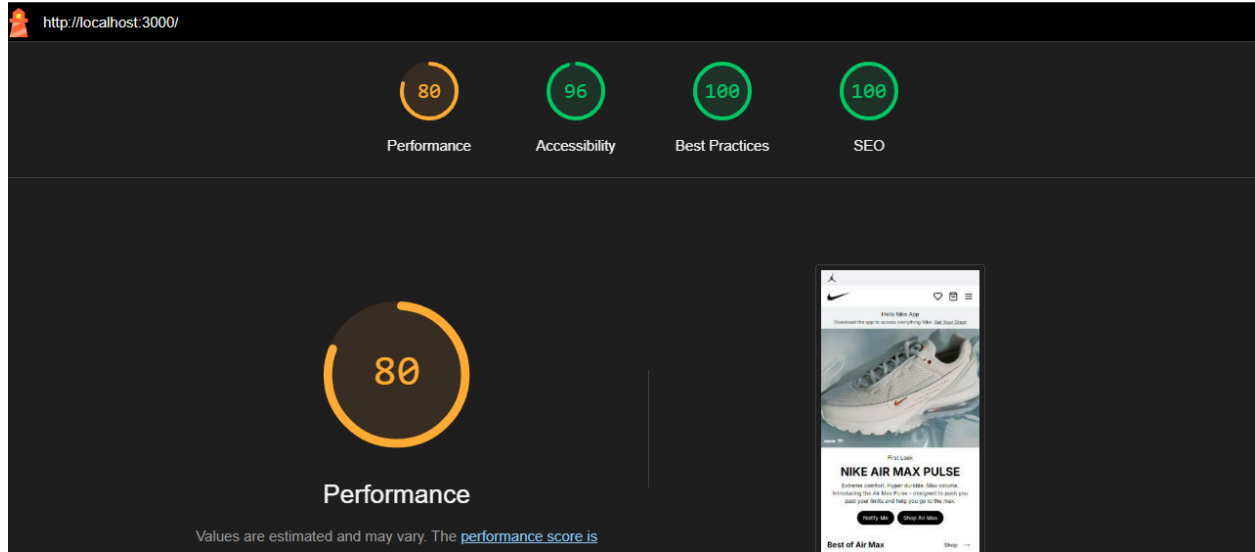 http://localhost:3000/
80
96
100
100
Performance
Accessibility
Best Practices
SEO
80
Performance
Values are estimated and may vary. The performance score is
Hello Nike App
Download the app to access everything Nike. Get Your Great
First Look
NIKE AIR MAX PULSE
Extreme comfort. Hyper durable. Max volume.
Introducing the Air Max Pulse - designed to push you
past your limits and help you go to the max.
Notify Me
Shop Air Max
Best of Air Max
Shop